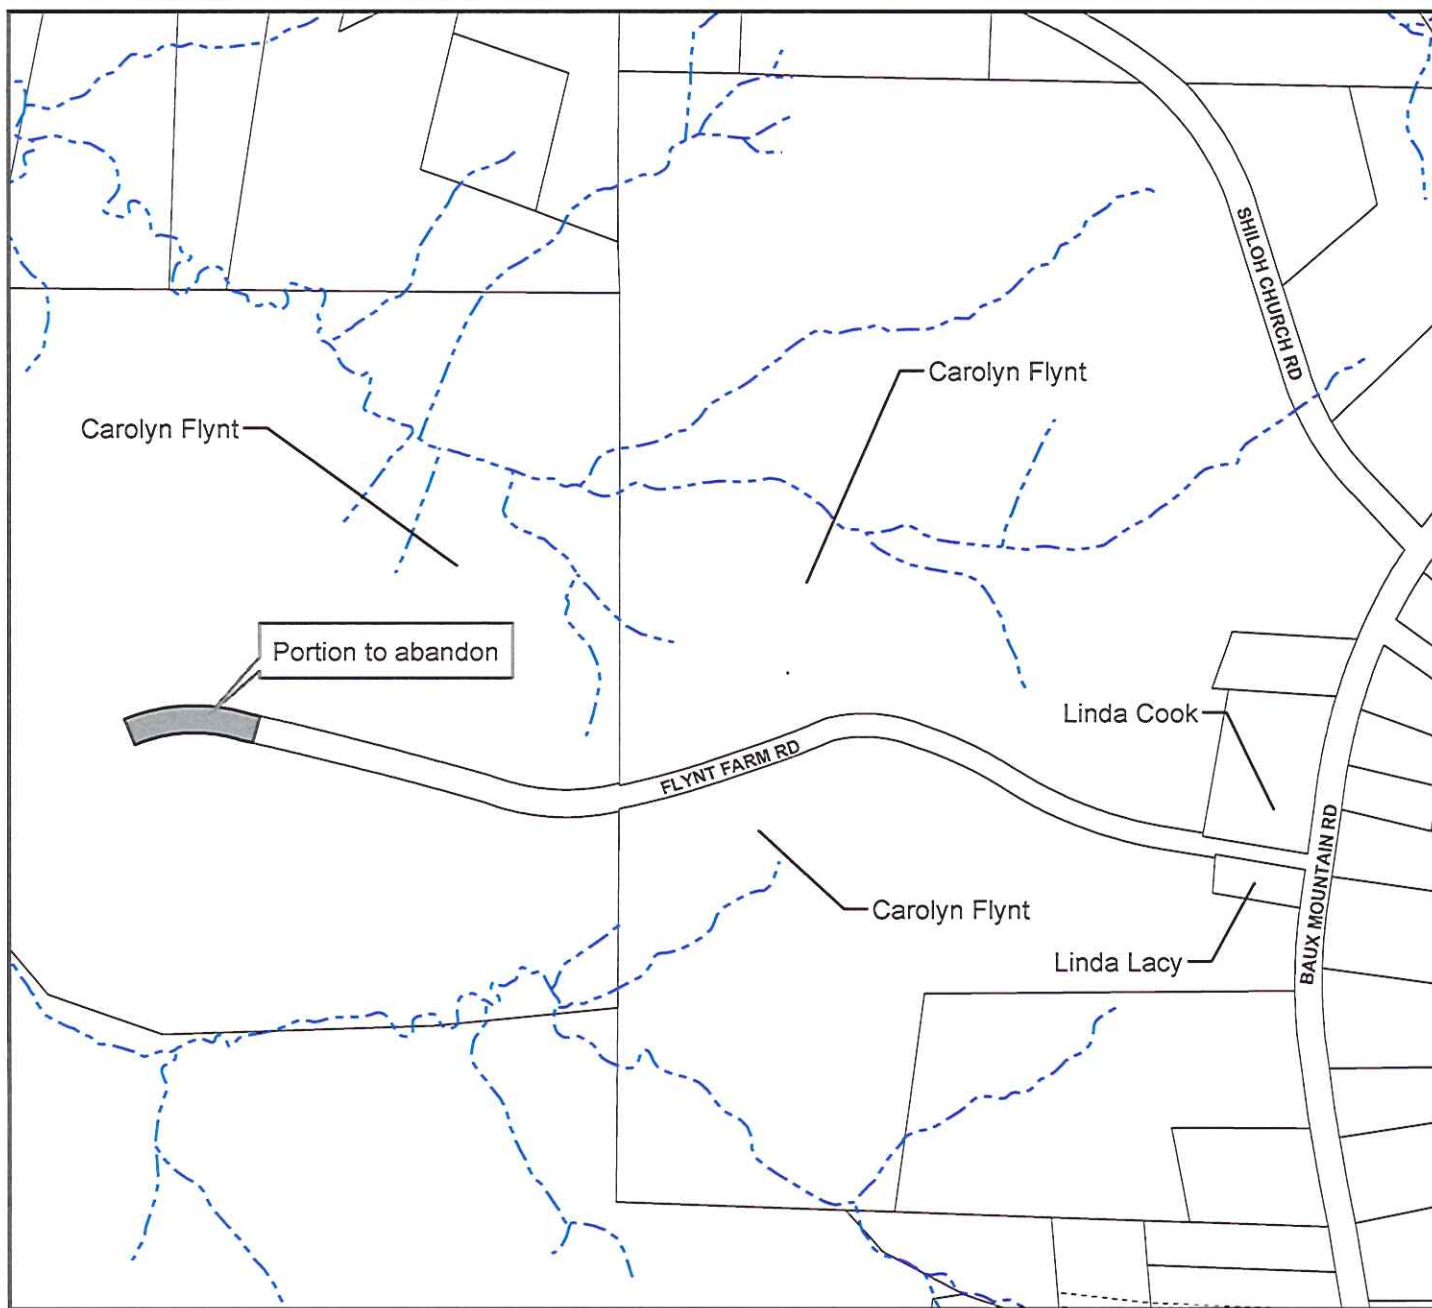 SHILOH CHURCH RD
Carolyn Flynt
Carolyn Flynt
Portion to abandon
Linda Cook
FLYNT FARM RD
BAUX MOUNTAIN RD
Carolyn Flynt
Linda Lacy